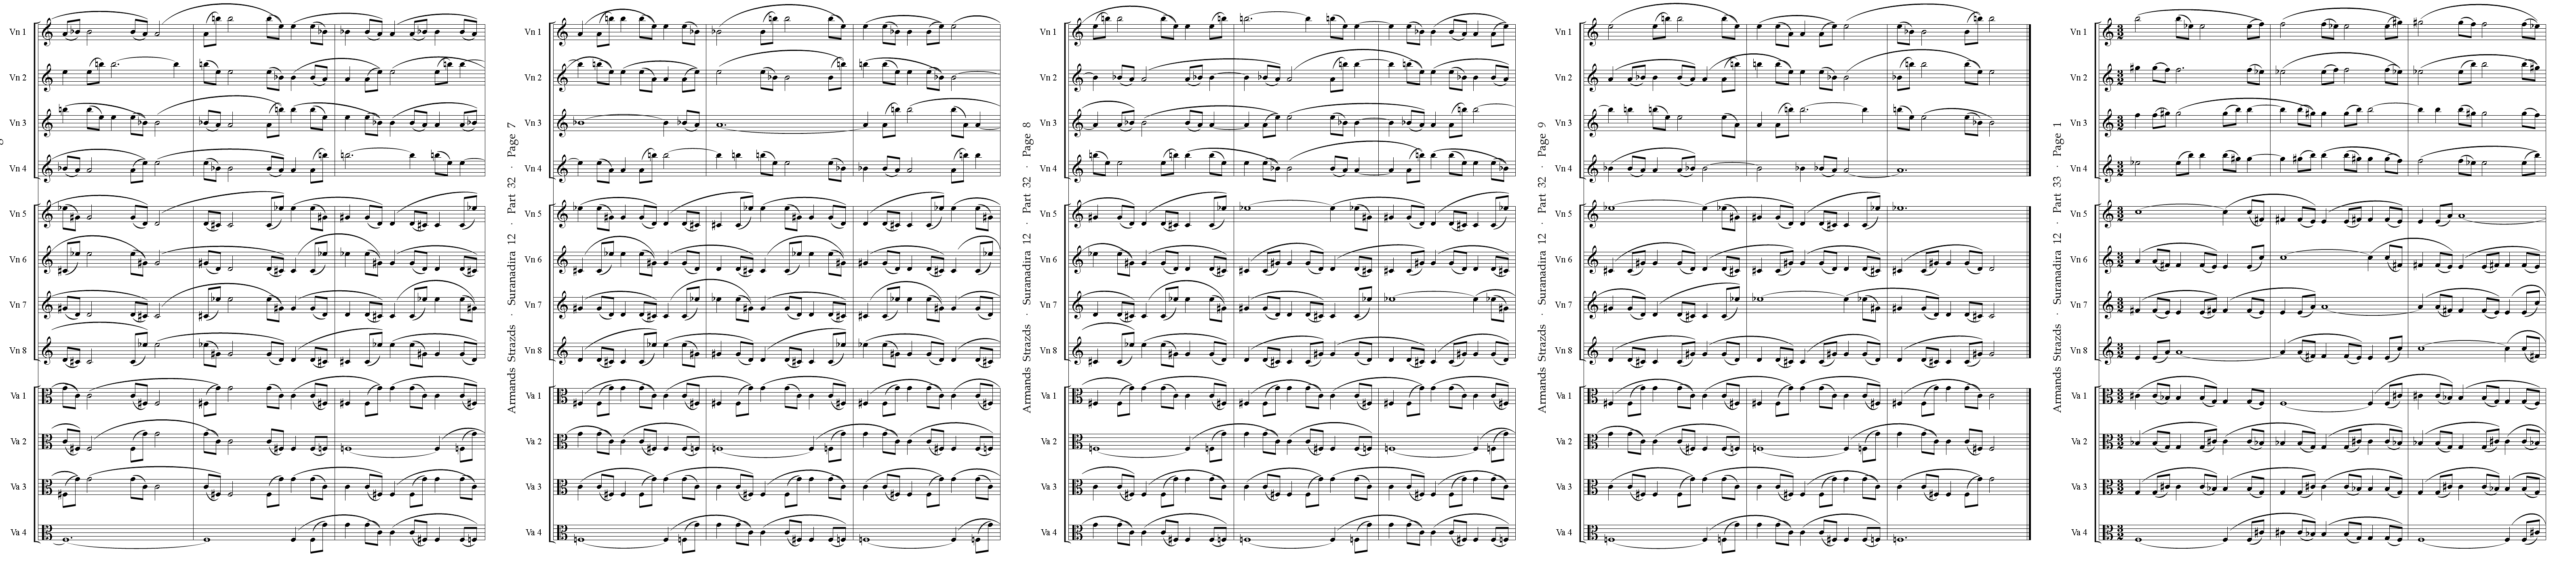 Vn 1
Vn 2
Vn 3
Vn 4
Vn 5
Vn 6
Vn 7
Vn 8
Va 1
Va 2
Va 3
Va 4
Armands Strazds · Suranadira 12 · Part 32 · Page 7
Vn 1
Vn 2
Vn 3
Vn 4
Vn 5
Vn 6
Vn 7
Vn 8
Va 1
Va 2
Va 3
Va 4
Armands Strazds · Suranadira 12 · Part 32 · Page 8
Vn 1
Vn 2
Vn 3
Vn 4
Vn 5
Vn 6
Vn 7
Vn 8
Va 1
Va 2
Va 3
Va 4
Armands Strazds · Suranadira 12 · Part 32 · Page 9
Vn 1
Vn 2
Vn 3
Vn 4
Vn 5
Vn 6
Vn 7
Vn 8
Va 1
Va 2
Va 3
Va 4
Armands Strazds · Suranadira 12 · Part 33 · Page 1
Vn 1
Vn 2
Vn 3
Vn 4
Vn 5
Vn 6
Vn 7
Vn 8
Va 1
Va 2
Va 3
Va 4